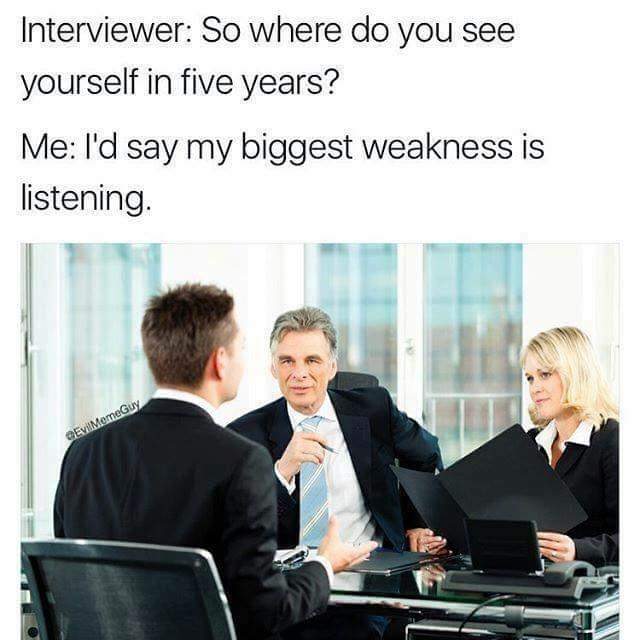 Interviewer: So where do you see
yourself in five years?
Me: I'd say my biggest weakness is
listening.
@EvilMemeGuy